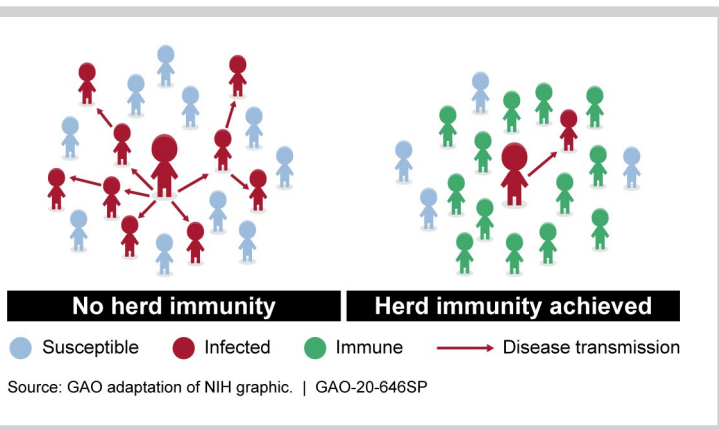 No herd immunity
Herd immunity achieved
Susceptible
Infected
Immune
Disease transmission
Source: GAO adaptation of NIH graphic. | GAO-20-646SP